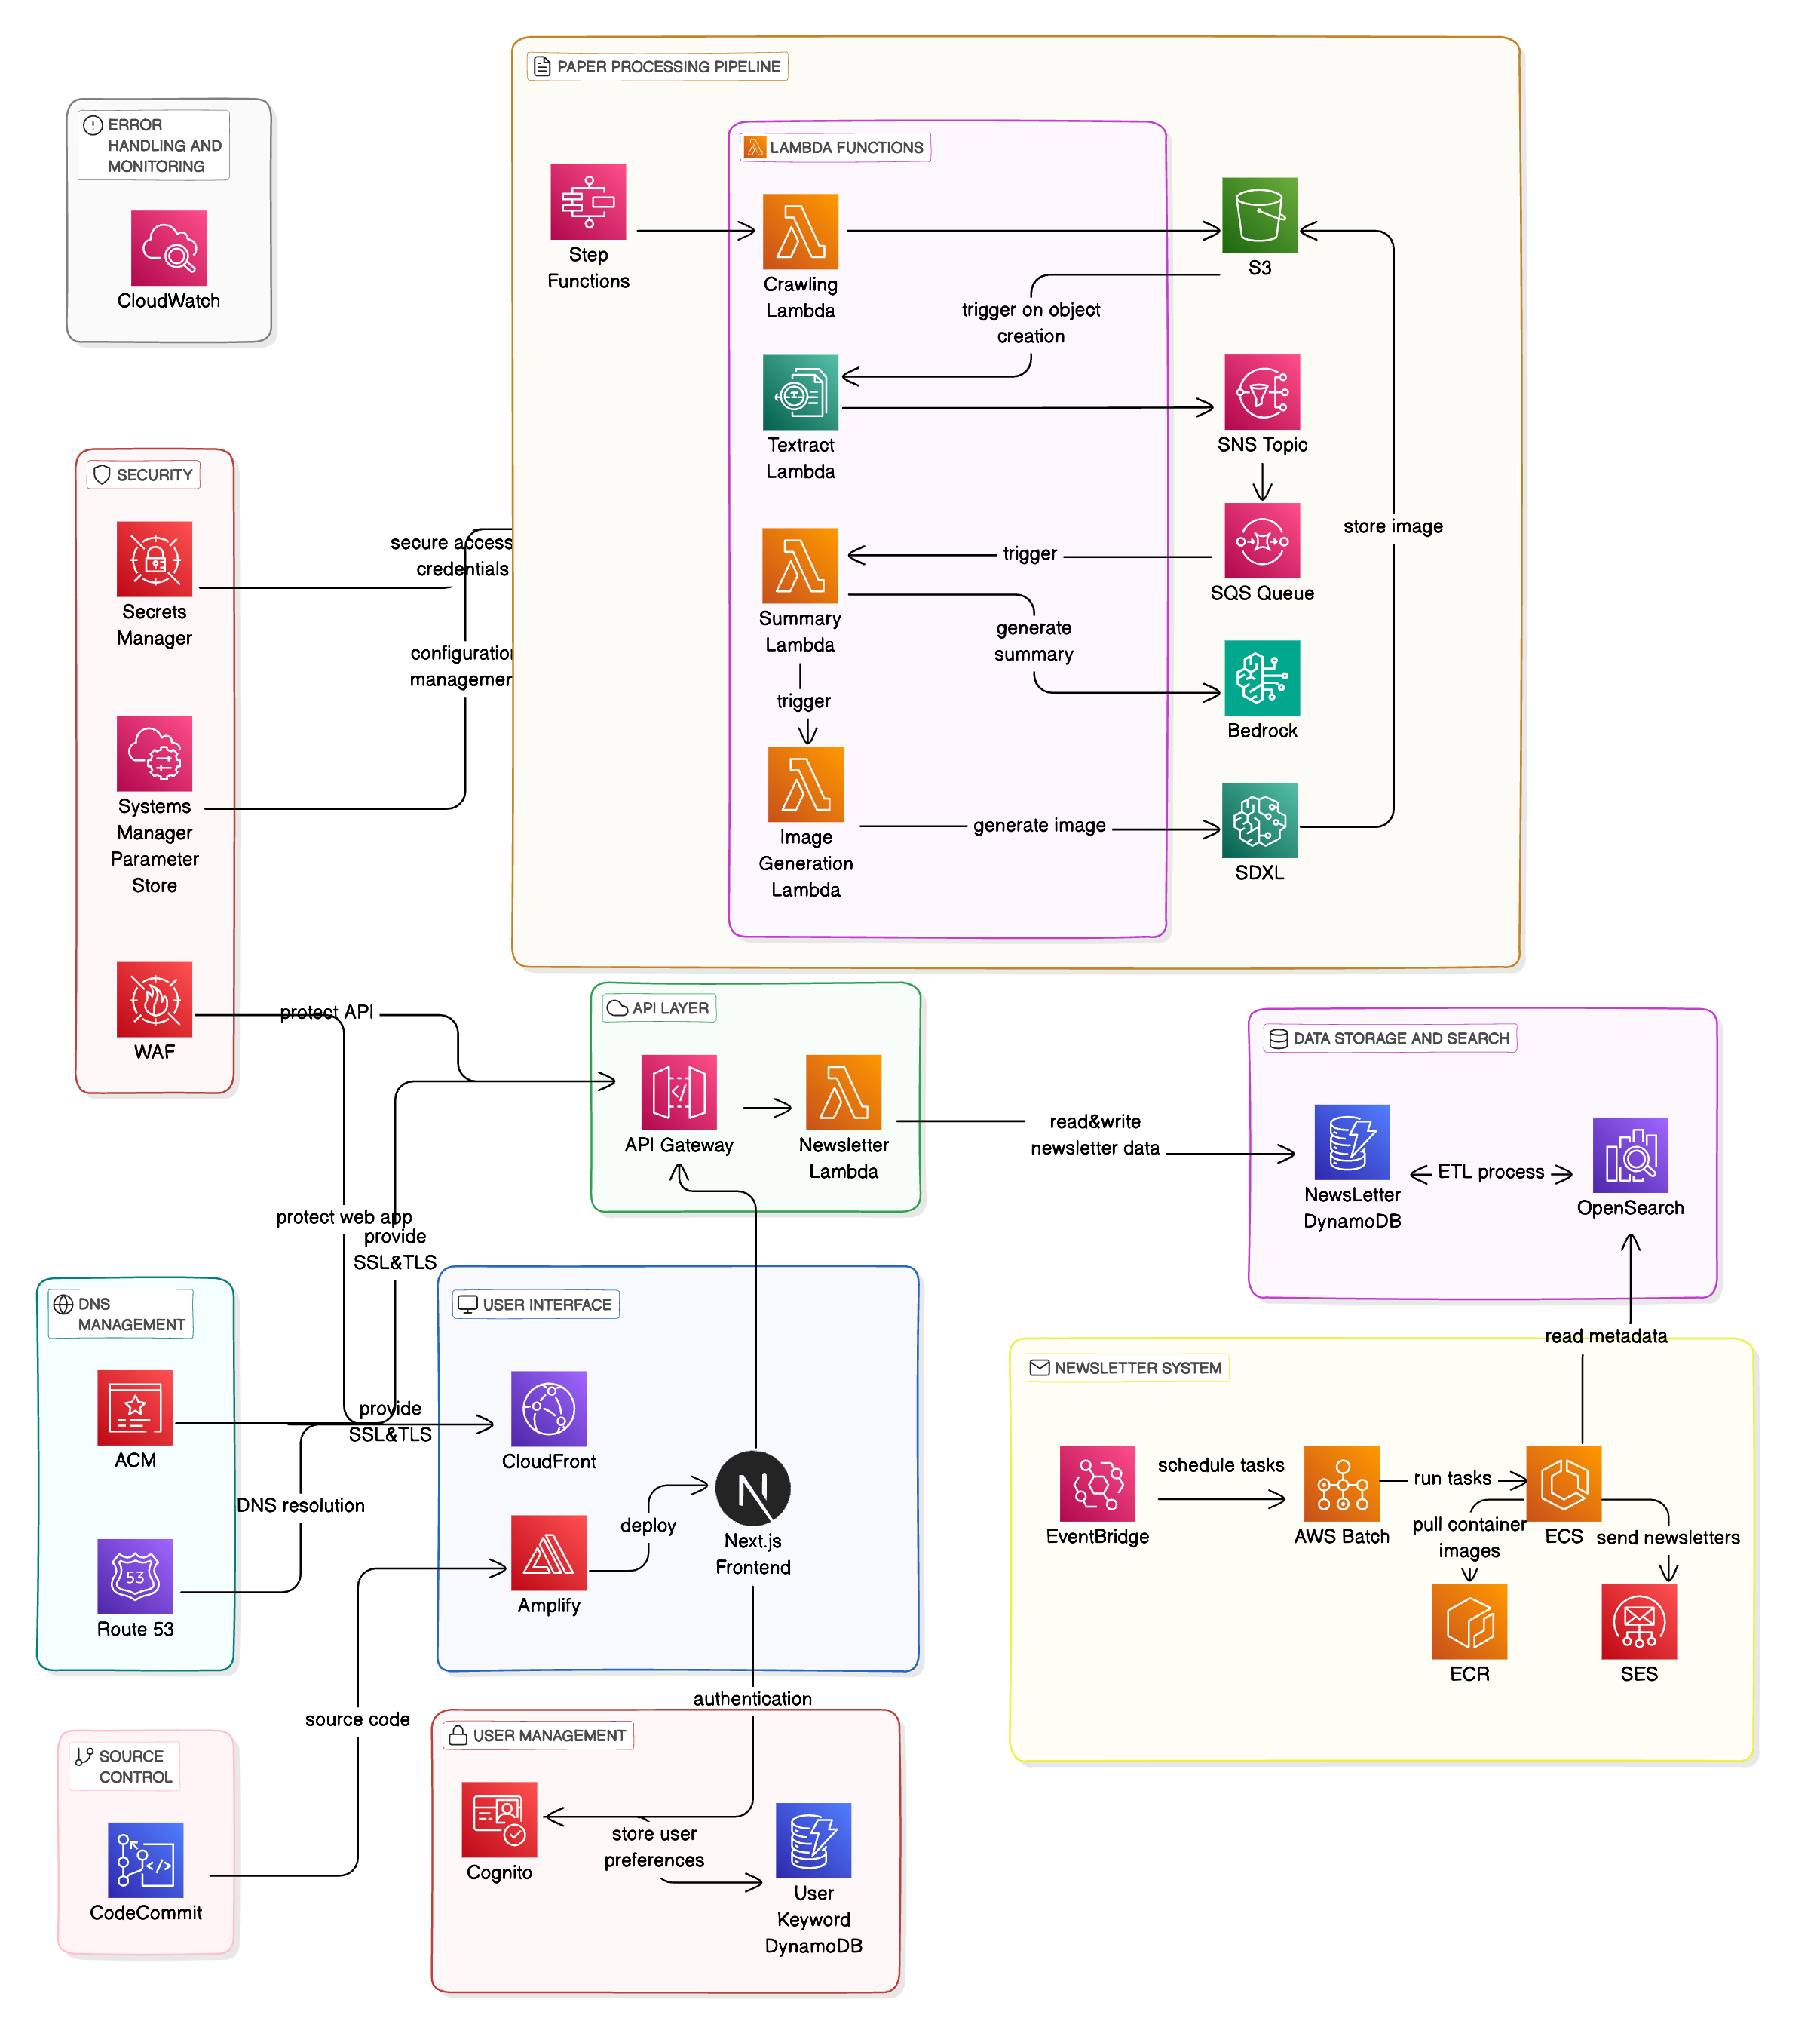 PAPER PROCESSING PIPELINE
ERROR
HANDLING AND
MONITORING
CloudWatch
LAMBDA FUNCTIONS
Step
Functions
Crawling
Lambda
S3
trigger on object
creation
Textract
Lambda
SNS Topic
store image
trigger
SQS Queue
Summary
Lambda
generate
summary
trigger
Bedrock
Image
Generation
Lambda
generate image
SDXL
SECURITY
Secrets
Manager
secure access
credentials
configuration
management
Systems
Manager
Parameter
Store
WAF
protect API
protect web app
provide
SSL&TLS
API LAYER
API Gateway
Newsletter
Lambda
read&write
newsletter data
DATA STORAGE AND SEARCH
NewsLetter
DynamoDB
ETL process
OpenSearch
read metadata
DNS
MANAGEMENT
ACM
provide
SSL&TLS
DNS resolution
Route 53
53
USER INTERFACE
CloudFront
deploy
Amplify
N
Next.js
Frontend
NEWSLETTER SYSTEM
EventBridge
schedule tasks
AWS Batch
run tasks
ECS
pull container
images
send newsletters
ECR
SES
source code
authentication
SOURCE
CONTROL
CodeCommit
USER MANAGEMENT
Cognito
store user
preferences
User
Keyword
DynamoDB